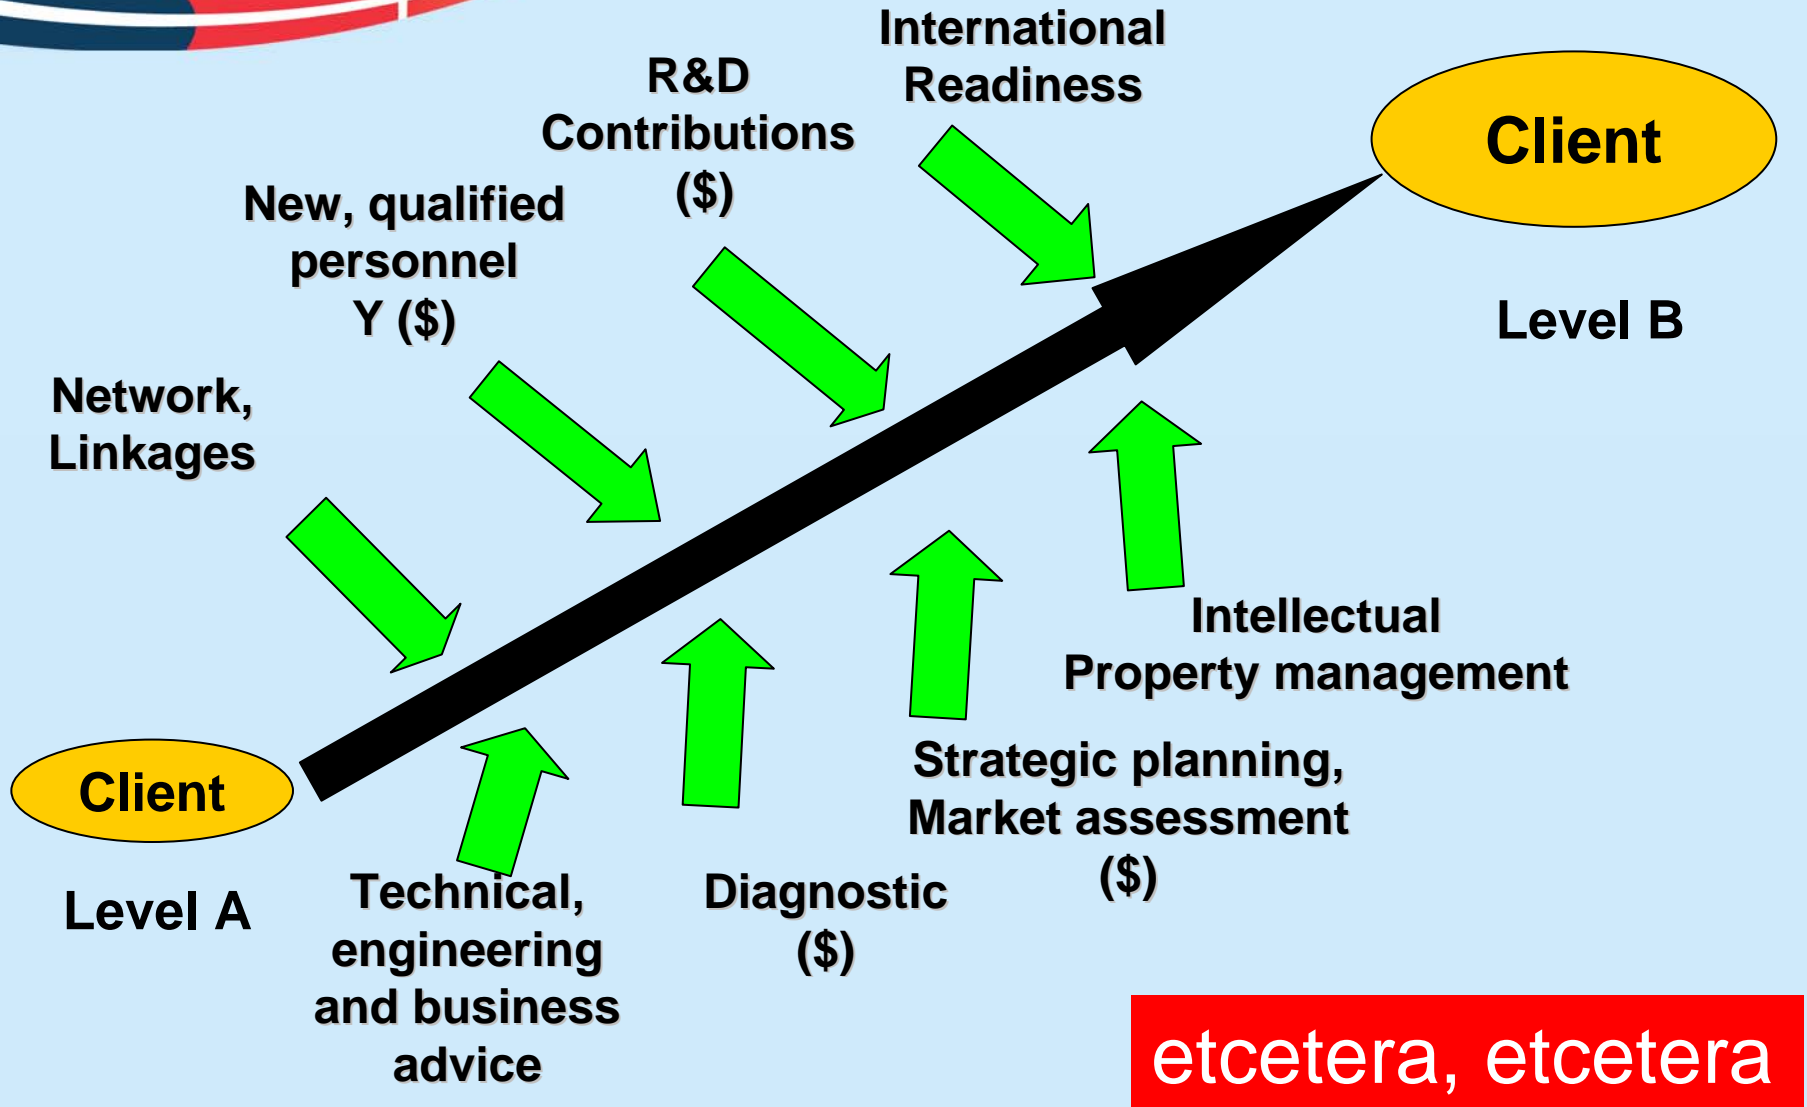 International
Readiness
R&D
Contributions
($)
Client
New, qualified
personnel
Y ($)
Level B
Network,
Linkages
Intellectual
Property management
Strategic planning,
Market assessment
($)
Client
Level A
Technical,
engineering
and business
advice
Diagnostic
($)
etcetera, etcetera